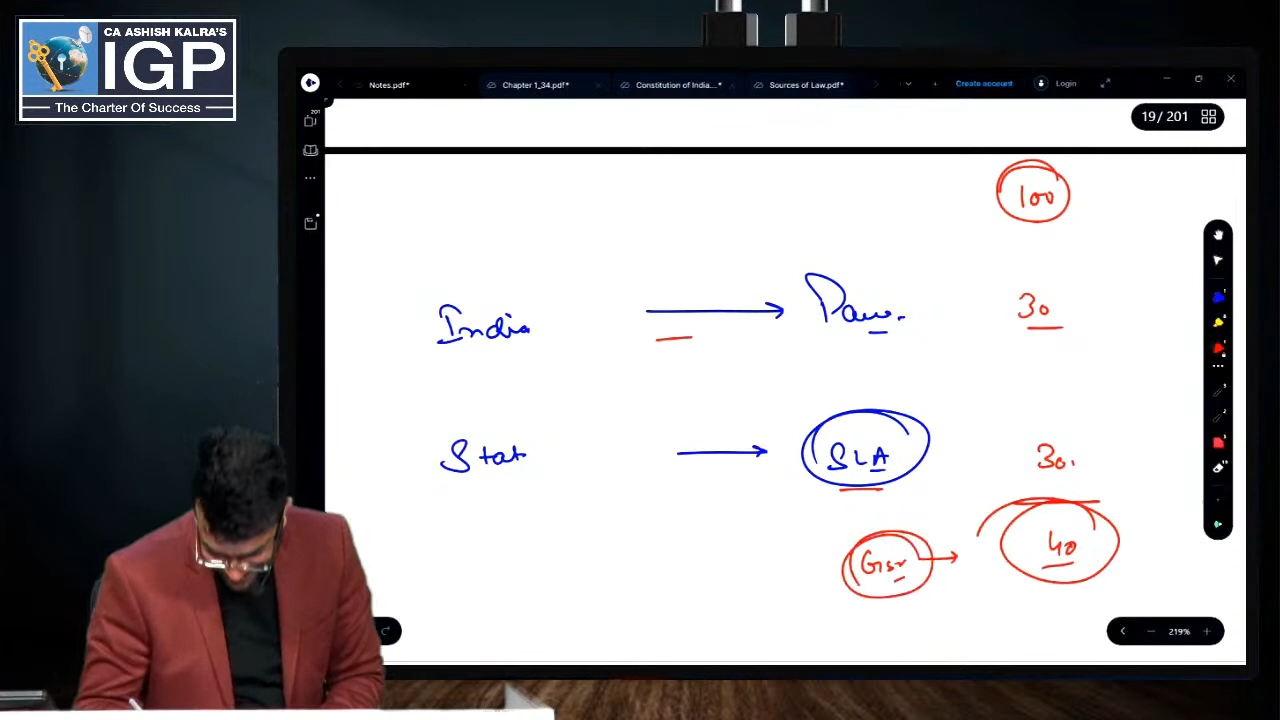 CA ASHISH KALRA'S
IGP
The Charter Of Success
Notes.pdf*
Chapter 1_34.pdf*
Constitution of India...*
Sources of Law.pdf*
Create account
Login
201
19 / 201
100
India
30
Stat
SLA
30.
40
219%